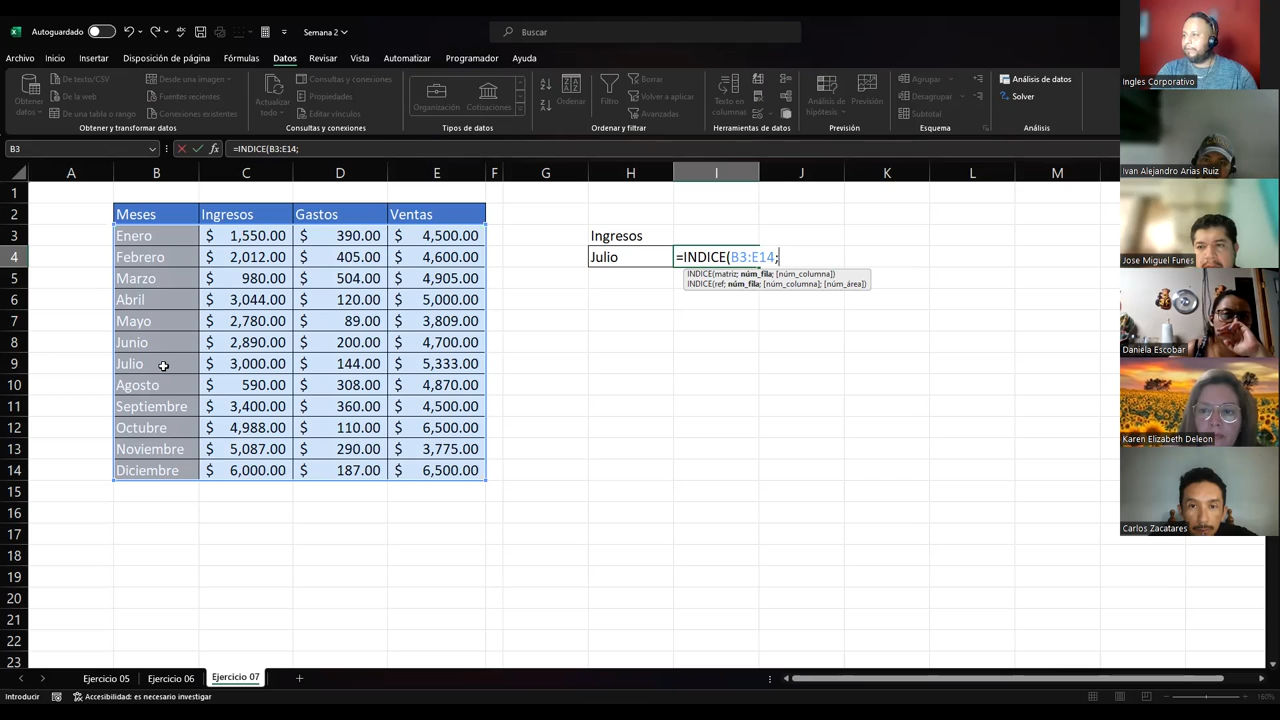 Autoguardado
Semana 2
Buscar
Archivo Inicio Insertar Disposición de página Fórmulas Datos Revisar Vista Automatizar Programador Ayuda
Obtener datos
De texto/CSV
De la web
De una tabla o rango
Desde una imagen
Fuentes recientes
Conexiones existentes
Obtener y transformar datos
Actualizar todo
Consultas y conexiones
Propiedades
Editar vínculos
Consultas y conexiones
Organización
Cotizaciones
Tipos de datos
Ordenar
Filtro
Borrar
Volver a aplicar
Avanzadas
Ordenar y filtrar
Texto en columnas
Herramientas de datos
Análisis de hipótesis
Previsión
Previsión
Agrupar
Desagrupar
Subtotal
Esquema
Análisis de datos
Solver
Análisis
B3 fx =INDICE(B3:E14;
A B C D E F G H I J K L M
1
2 Meses Ingresos Gastos Ventas
3 Enero $ 1,550.00 $ 390.00 $ 4,500.00 Ingresos
4 Febrero $ 2,012.00 $ 405.00 $ 4,600.00 Julio =INDICE(B3:E14;
INDICE(matriz; núm_fila; [núm_columna])
INDICE(ref; núm_fila; [núm_columna]; [núm_área])
5 Marzo $ 980.00 $ 504.00 $ 4,905.00
6 Abril $ 3,044.00 $ 120.00 $ 5,000.00
7 Mayo $ 2,780.00 $ 89.00 $ 3,809.00
8 Junio $ 2,890.00 $ 200.00 $ 4,700.00
9 Julio $ 3,000.00 $ 144.00 $ 5,333.00
10 Agosto $ 590.00 $ 308.00 $ 4,870.00
11 Septiembre $ 3,400.00 $ 360.00 $ 4,500.00
12 Octubre $ 4,988.00 $ 110.00 $ 6,500.00
13 Noviembre $ 5,087.00 $ 290.00 $ 3,775.00
14 Diciembre $ 6,000.00 $ 187.00 $ 6,500.00
15
16
17
18
19
20
21
22
23
Ejercicio 05 Ejercicio 06 Ejercicio 07
Introducir
Accesibilidad: es necesario investigar
160%
Ingles Corporativo
Ivan Alejandro Arias Ruiz
Jose Miguel Funes
Daniela Escobar
Karen Elizabeth Deleon
Carlos Zacatares